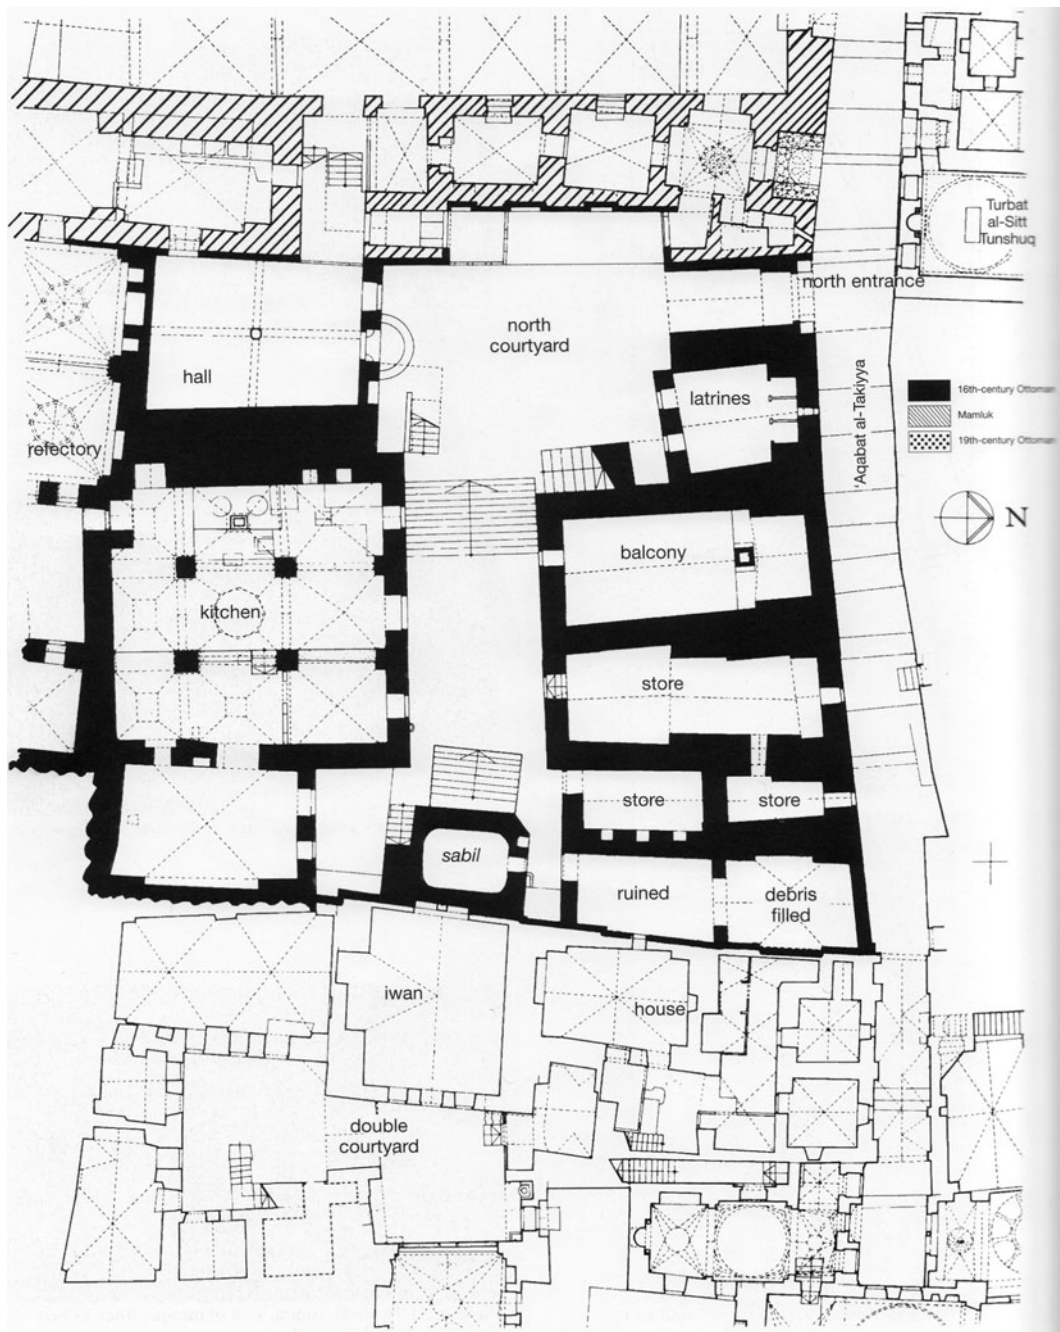 Turbat
al-Sitt
Tunshuq
north entrance
north
courtyard
hall
latrines
'Aqabat al-Takiyya
16th-century Ottoman
Mamluk
19th-century Ottoman
refectory
N
balcony
kitchen
store
store
store
sabil
ruined
debris
filled
iwan
house
double
courtyard